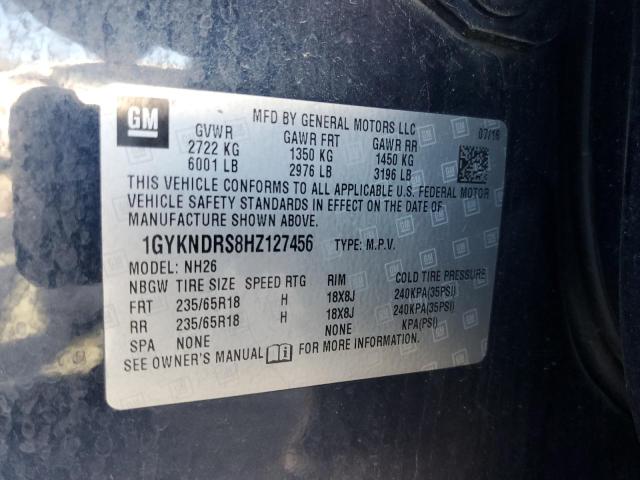 GM
MFD BY GENERAL MOTORS LLC 07/16
GVWR GAWR FRT GAWR RR
2722 KG 1350 KG 1450 KG
6001 LB 2976 LB 3196 LB
THIS VEHICLE CONFORMS TO ALL APPLICABLE U.S. FEDERAL MOTOR
VEHICLE SAFETY STANDARDS IN EFFECT ON THE DATE OF
MANUFACTURE SHOWN ABOVE.
1GYKNDRS8HZ127456 TYPE: M.P.V.
MODEL: NH26
NBGW TIRE SIZE SPEED RTG RIM COLD TIRE PRESSURE
FRT 235/65R18 H 18X8J 240KPA(35PSI)
RR 235/65R18 H 18X8J 240KPA(35PSI)
SPA NONE NONE KPA(PSI)
SEE OWNER'S MANUAL FOR MORE INFORMATION.